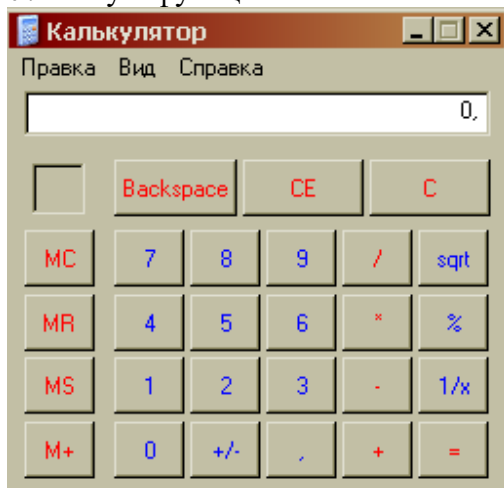 Калькулятор
Правка Вид Справка
0,
Backspace CE C
MC 7 8 9 / sqrt
MR 4 5 6 * %
MS 1 2 3 - 1/x
M+ 0 +/- , + =